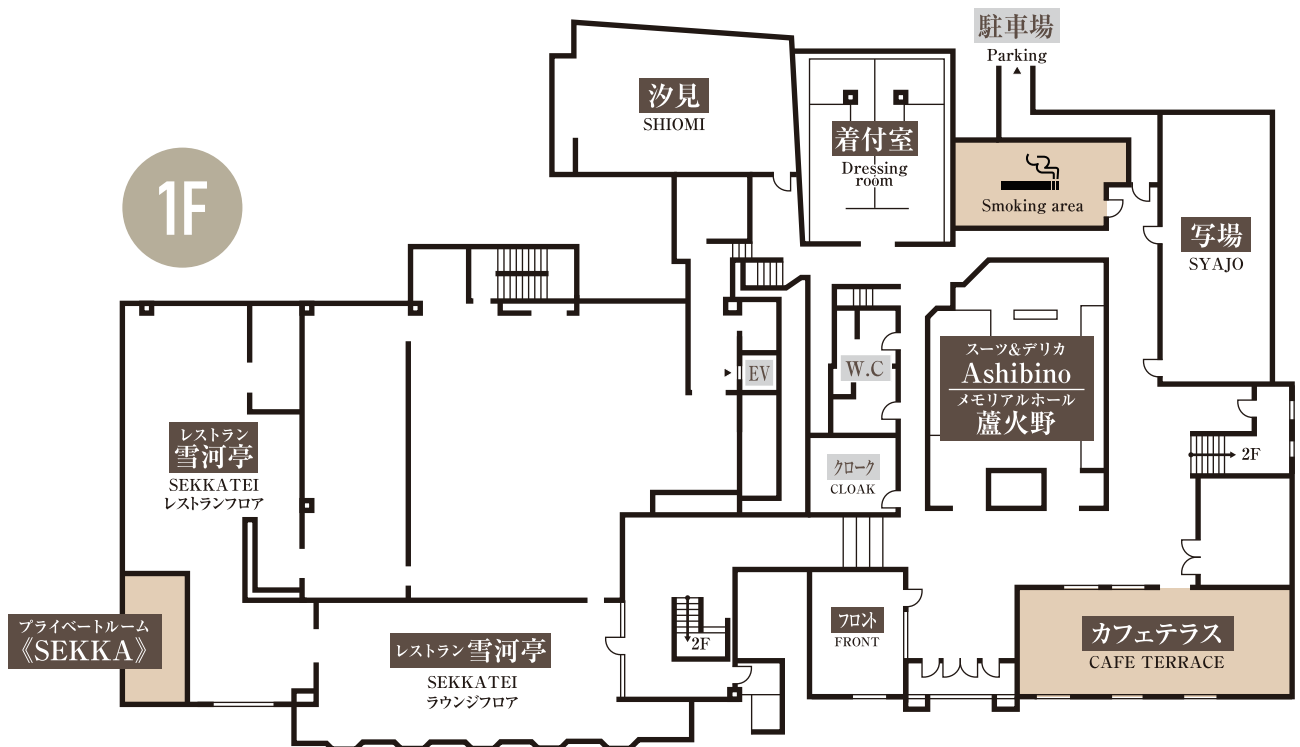 駐車場
Parking
汐見
SHIOMI
着付室
Dressing
room
Smoking area
1F
写場
SYAJO
スーツ&デリカ
Ashibino
メモリアルホール
蘆火野
EV
W.C
クローク
CLOAK
2F
レストラン
雪河亭
SEKKATEI
レストランフロア
プライベートルーム
《SEKKA》
レストラン 雪河亭
SEKKATEI
ラウンジフロア
2F
フロント
FRONT
カフェテラス
CAFE TERRACE